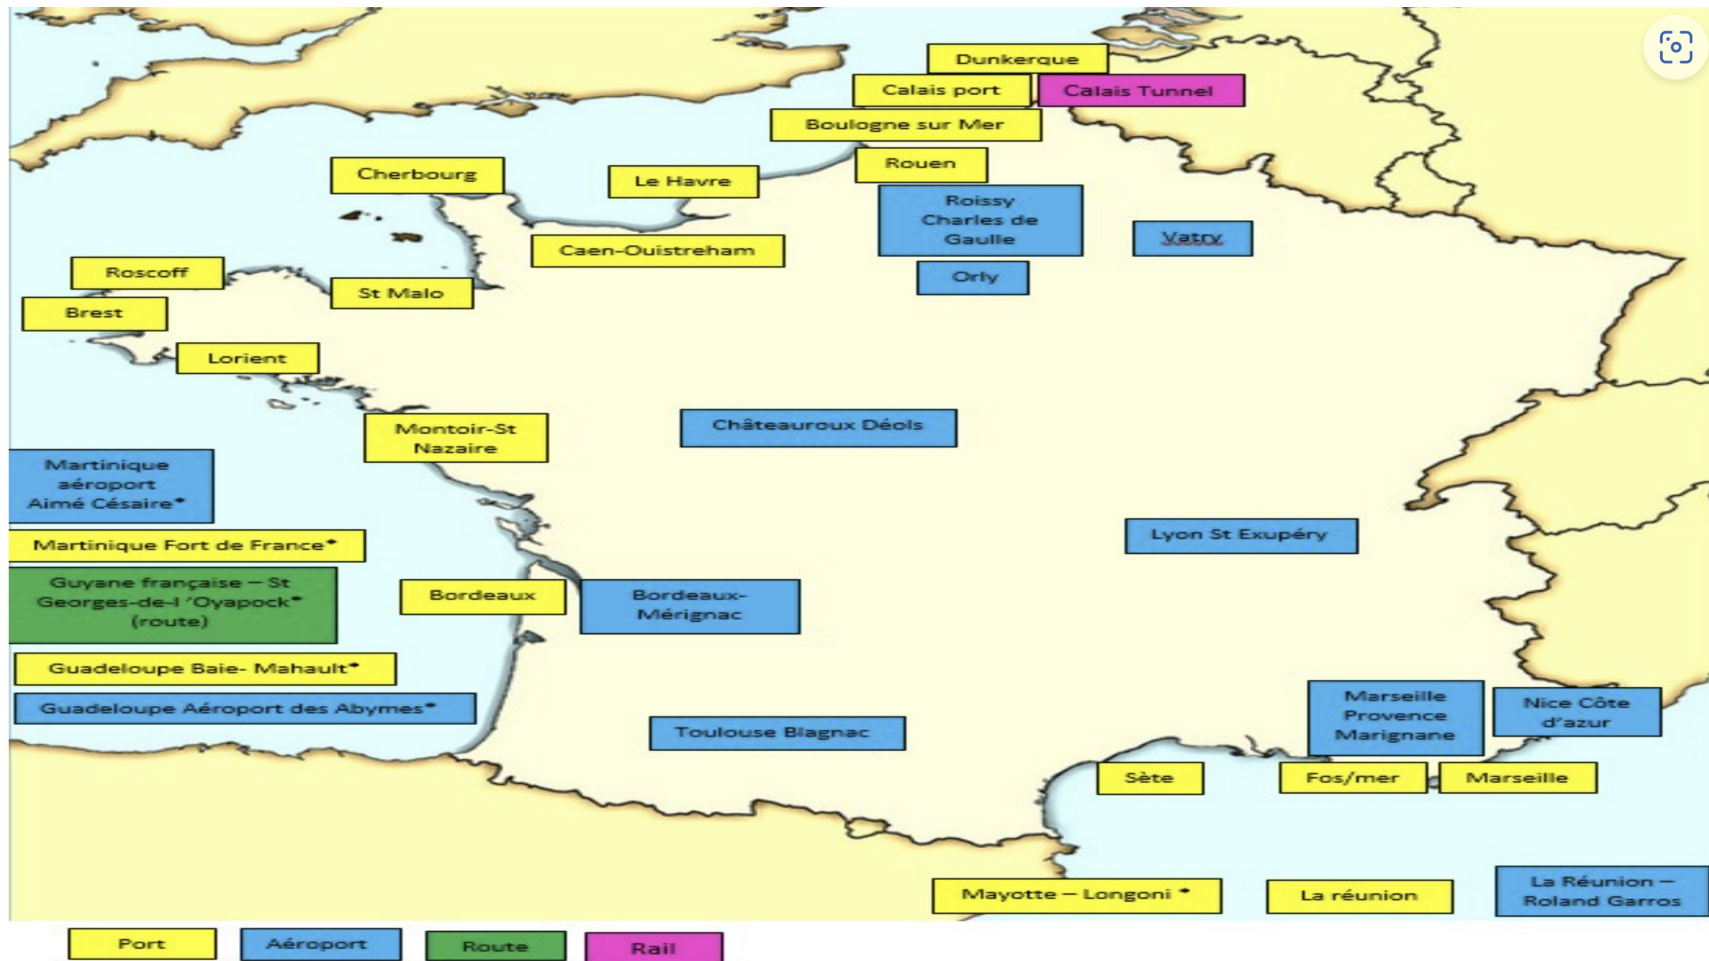 Dunkerque
Calais port
Calais Tunnel
Boulogne sur Mer
Rouen
Cherbourg
Le Havre
Roissy
Charles de
Gaulle
Vatry
Caen-Ouistreham
Orly
Roscoff
St Malo
Brest
Lorient
Châteauroux Déols
Montoir-St
Nazaire
Martinique
aéroport
Aimé Césaire*
Lyon St Exupéry
Martinique Fort de France*
Guyane française – St
Georges-de-l ’Oyapock*
(route)
Bordeaux
Bordeaux-
Mérignac
Guadeloupe Baie- Mahault*
Guadeloupe Aéroport des Abymes*
Toulouse Blagnac
Marseille
Provence
Marignane
Nice Côte
d’azur
Sète
Fos/mer
Marseille
Mayotte – Longoni *
La réunion
La Réunion –
Roland Garros
Port
Aéroport
Route
Rail